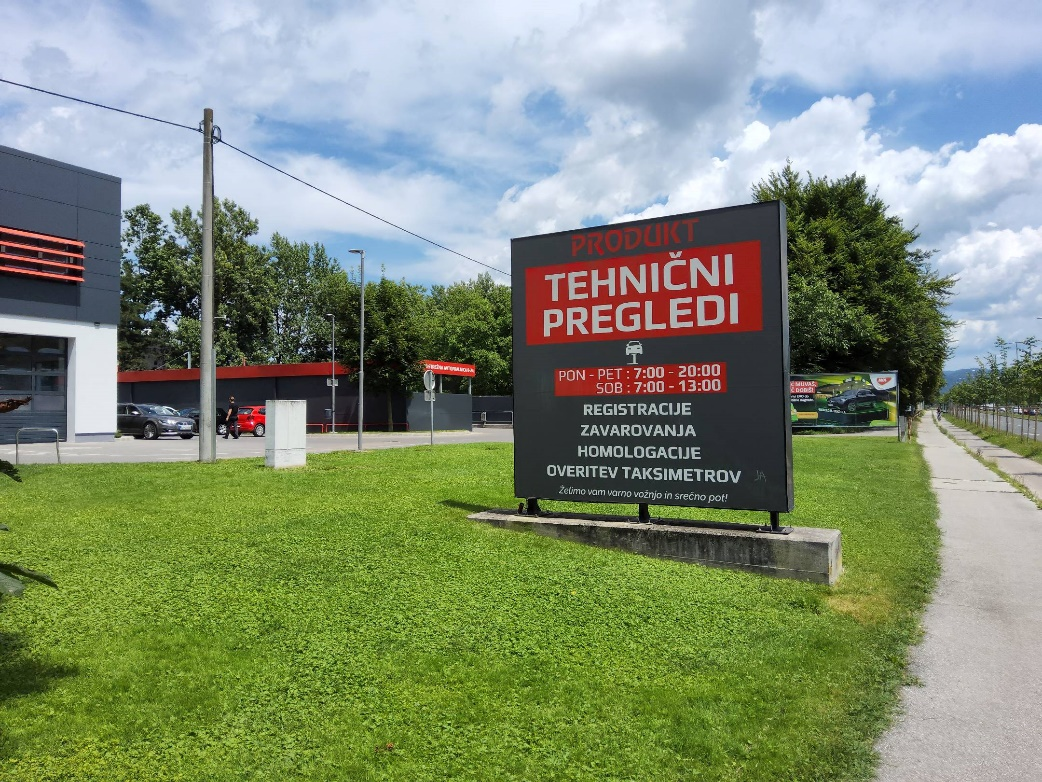 PRODUKT
TEHNIČNI
PREGLEDI
PON - PET : 7:00 - 20:00
SOB : 7:00 - 13:00
REGISTRACIJE
ZAVAROVANJA
HOMOLOGACIJE
OVERITEV TAKSIMETROV
Želimo vam varno vožnjo in srečno pot!